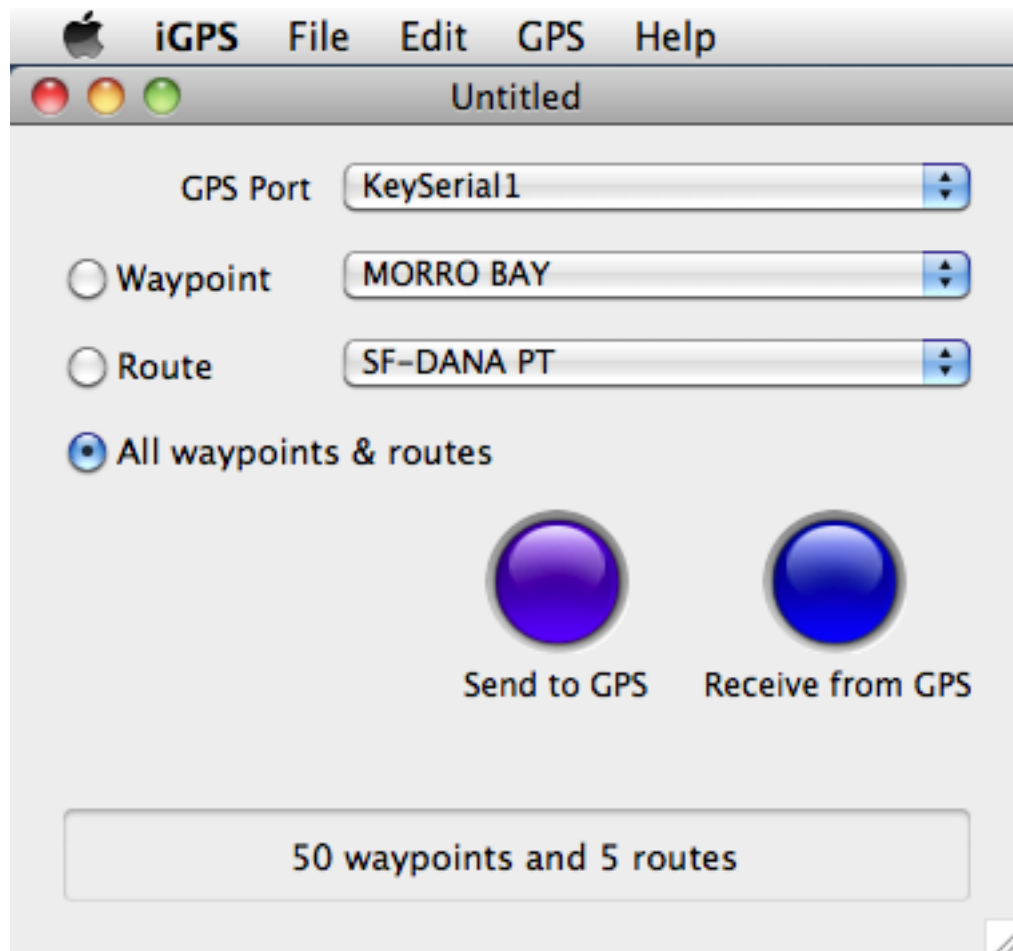 iGPS File Edit GPS Help
Untitled
GPS Port KeySerial1
Waypoint MORRO BAY
Route SF-DANA PT
All waypoints & routes
Send to GPS Receive from GPS
50 waypoints and 5 routes